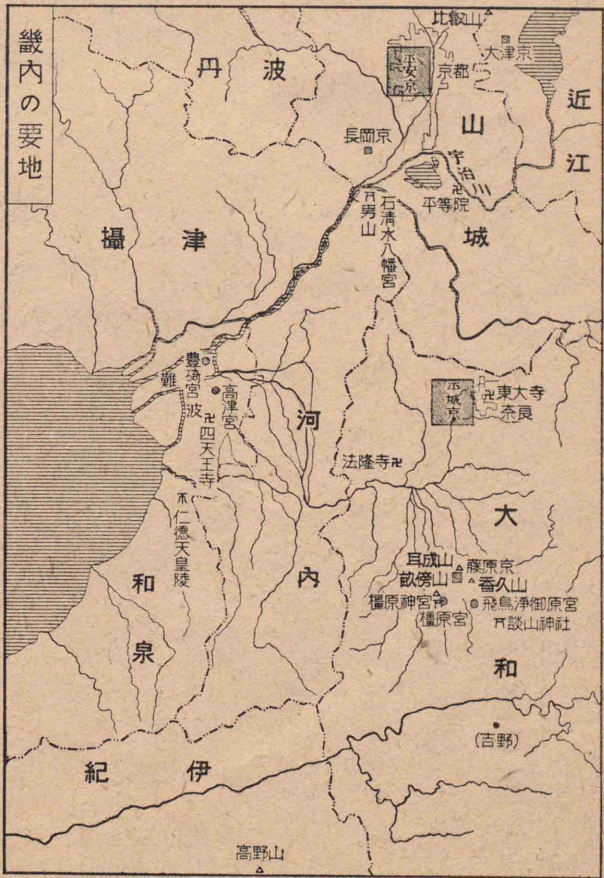 畿内の要地
比叡山
大津京
近江
丹波
平安京
京都
山城
長岡京
宇治川
平等院
男山
石清水八幡宮
攝津
豊碕宮
難波
高津宮
四天王寺
河内
平城京
東大寺
奈良
法隆寺
大和
仁德天皇陵
和泉
耳成山
藤原京
畝傍山
香久山
橿原神宮
飛鳥浄御原宮
橿原宮
談山神社
(吉野)
紀伊
高野山